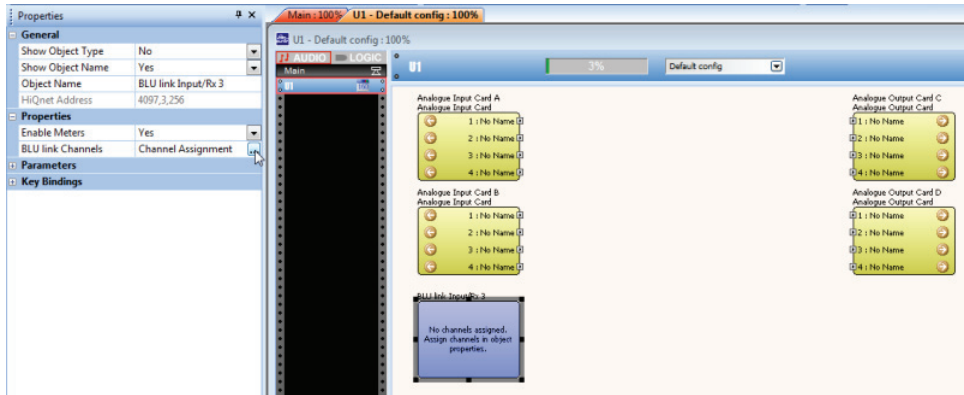 Properties
General
Show Object Type No
Show Object Name Yes
Object Name BLU link Input/Rx 3
HiQnet Address 4097,3,256
Properties
Enable Meters Yes
BLU link Channels Channel Assignment ...
Parameters
Key Bindings
Main : 100% U1 - Default config : 100%
U1 - Default config : 100%
AUDIO LOGIC
Main
U1
U1 3% Default config
Analogue Input Card A
Analogue Input Card
1 : No Name
2 : No Name
3 : No Name
4 : No Name
Analogue Input Card B
Analogue Input Card
1 : No Name
2 : No Name
3 : No Name
4 : No Name
BLU link Input/Rx 3
No channels assigned.
Assign channels in object
properties.
Analogue Output Card C
Analogue Output Card
1 : No Name
2 : No Name
3 : No Name
4 : No Name
Analogue Output Card D
Analogue Output Card
1 : No Name
2 : No Name
3 : No Name
4 : No Name